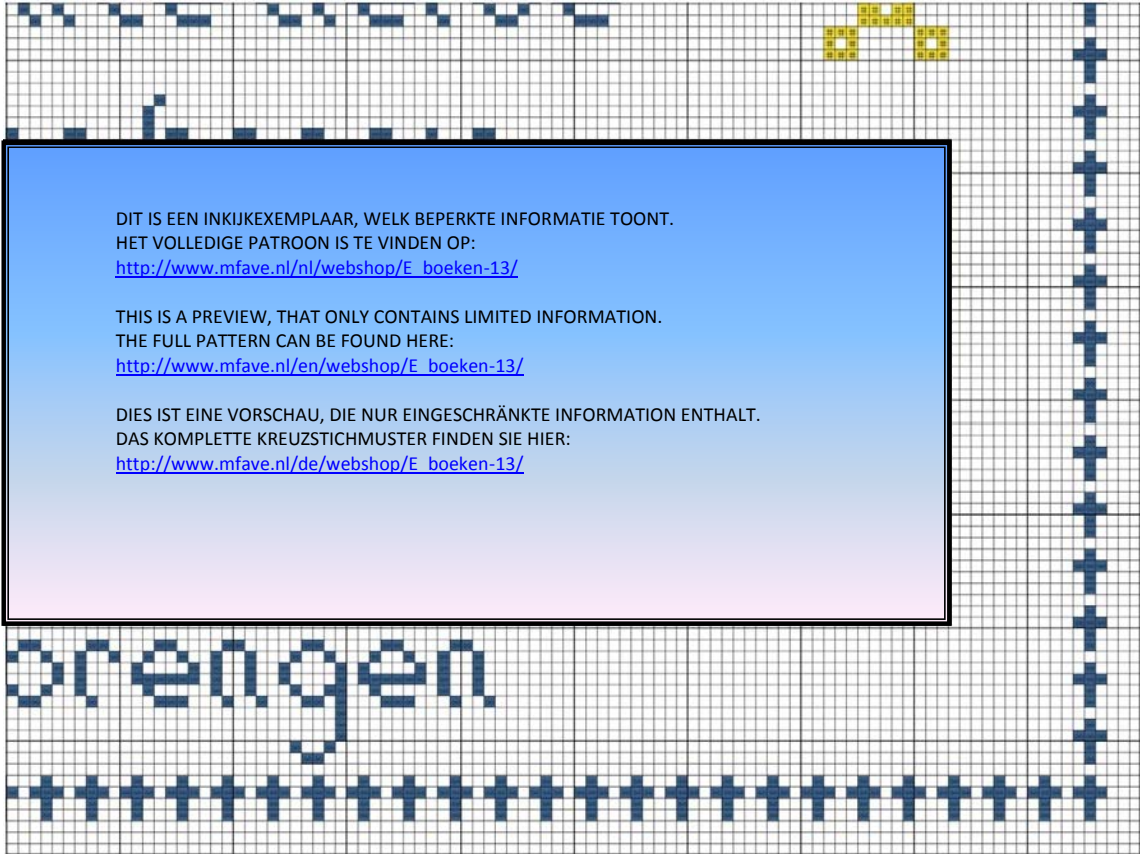 DIT IS EEN INKIJKEXEMPLAAR, WELK BEPERKTE INFORMATIE TOONT.
HET VOLLEDIGE PATROON IS TE VINDEN OP:
http://www.mfave.nl/nl/webshop/E_boeken-13/
THIS IS A PREVIEW, THAT ONLY CONTAINS LIMITED INFORMATION.
THE FULL PATTERN CAN BE FOUND HERE:
http://www.mfave.nl/en/webshop/E_boeken-13/
DIES IST EINE VORSCHAU, DIE NUR EINGESCHRÄNKTE INFORMATION ENTHALT.
DAS KOMPLETTE KREUZSTICHMUSTER FINDEN SIE HIER:
http://www.mfave.nl/de/webshop/E_boeken-13/
brengen